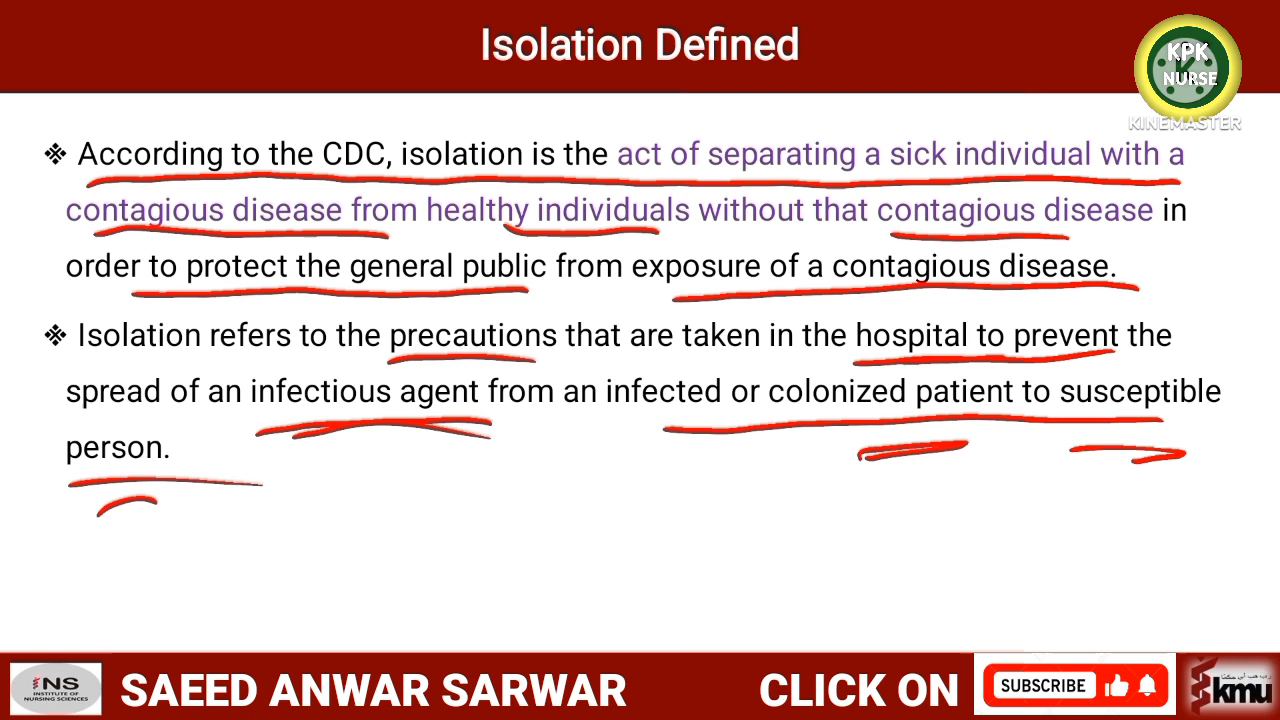 Isolation Defined
KPK
NURSE
KINEMASTER
❖ According to the CDC, isolation is the act of separating a sick individual with a
contagious disease from healthy individuals without that contagious disease in
order to protect the general public from exposure of a contagious disease.
❖ Isolation refers to the precautions that are taken in the hospital to prevent the
spread of an infectious agent from an infected or colonized patient to susceptible
person.
INS
INSTITUTE OF
NURSING SCIENCES
SAEED ANWAR SARWAR
CLICK ON
SUBSCRIBE
kmu